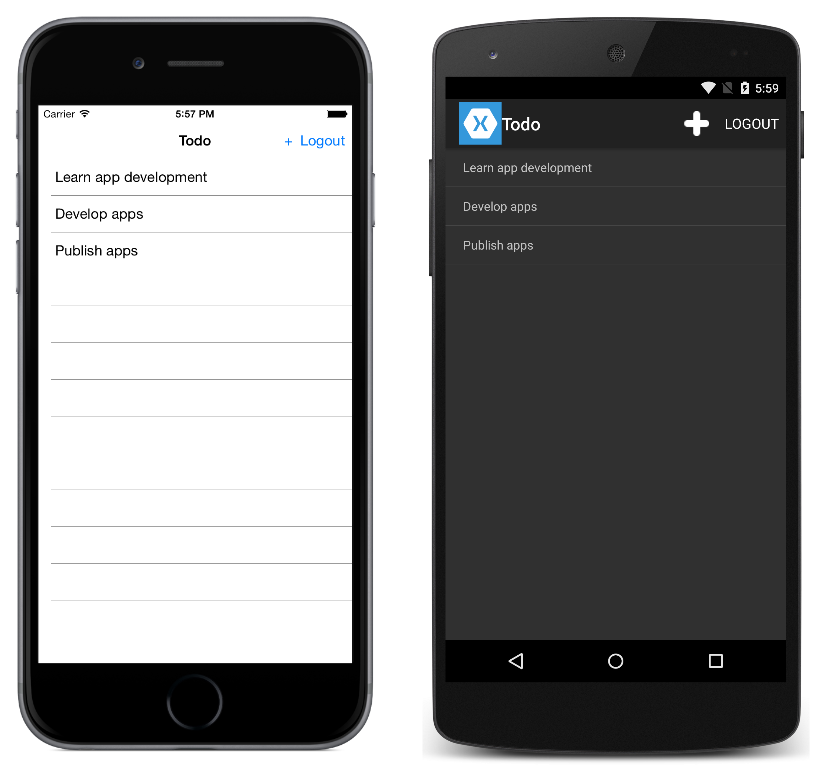 Carrier 5:57 PM
Todo + Logout
Learn app development
Develop apps
Publish apps
5:59
X Todo LOGOUT
Learn app development
Develop apps
Publish apps